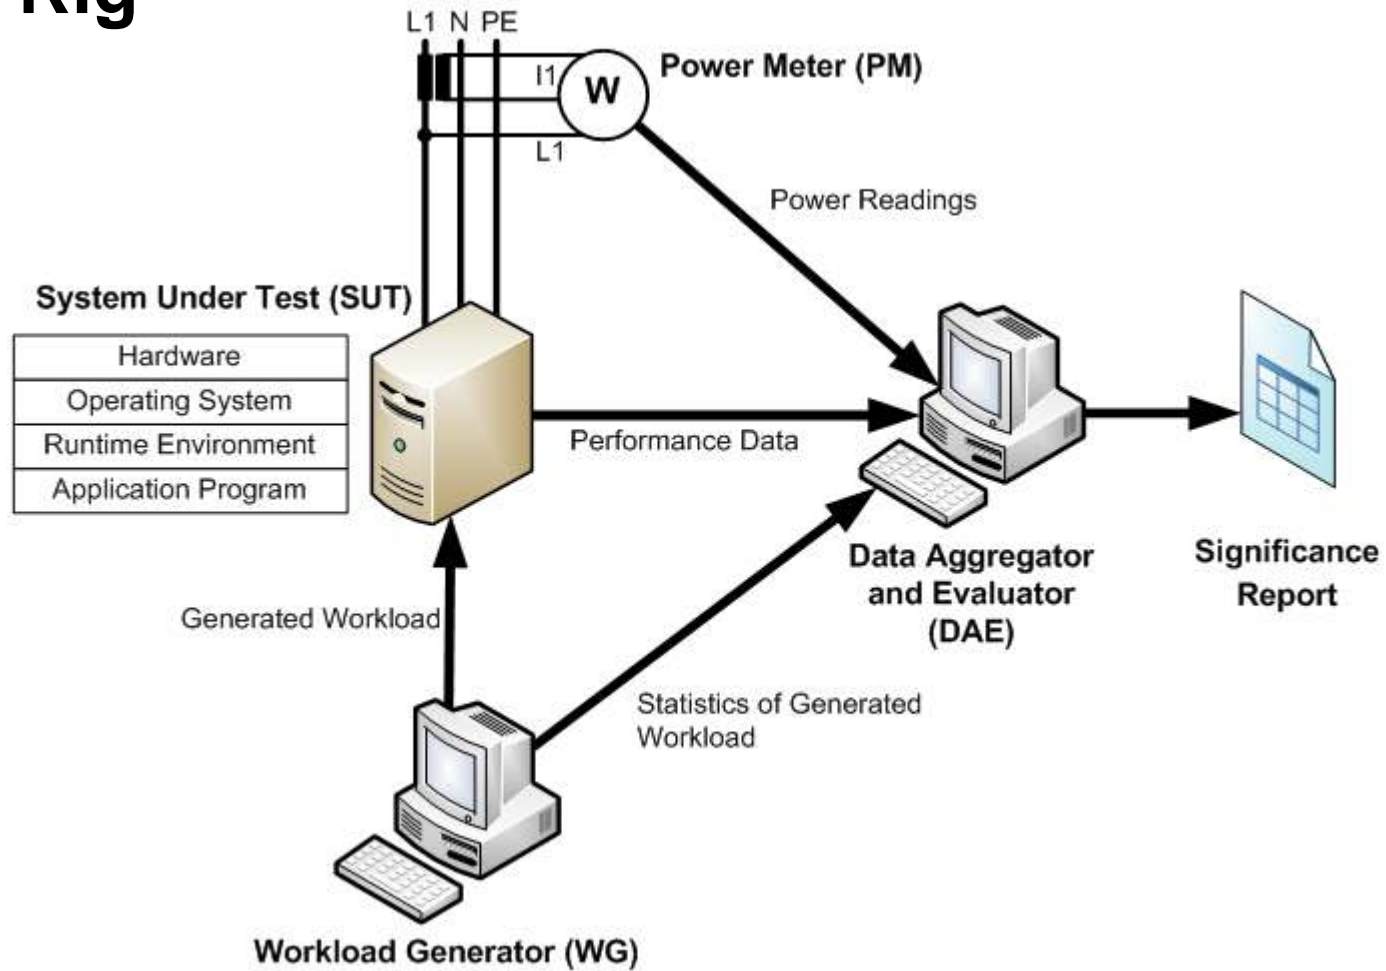 Rig
L1 N PE
I1
W
Power Meter (PM)
L1
Power Readings
System Under Test (SUT)
Hardware
Operating System
Runtime Environment
Application Program
Performance Data
Data Aggregator
and Evaluator
(DAE)
Significance
Report
Generated Workload
Statistics of Generated
Workload
Workload Generator (WG)